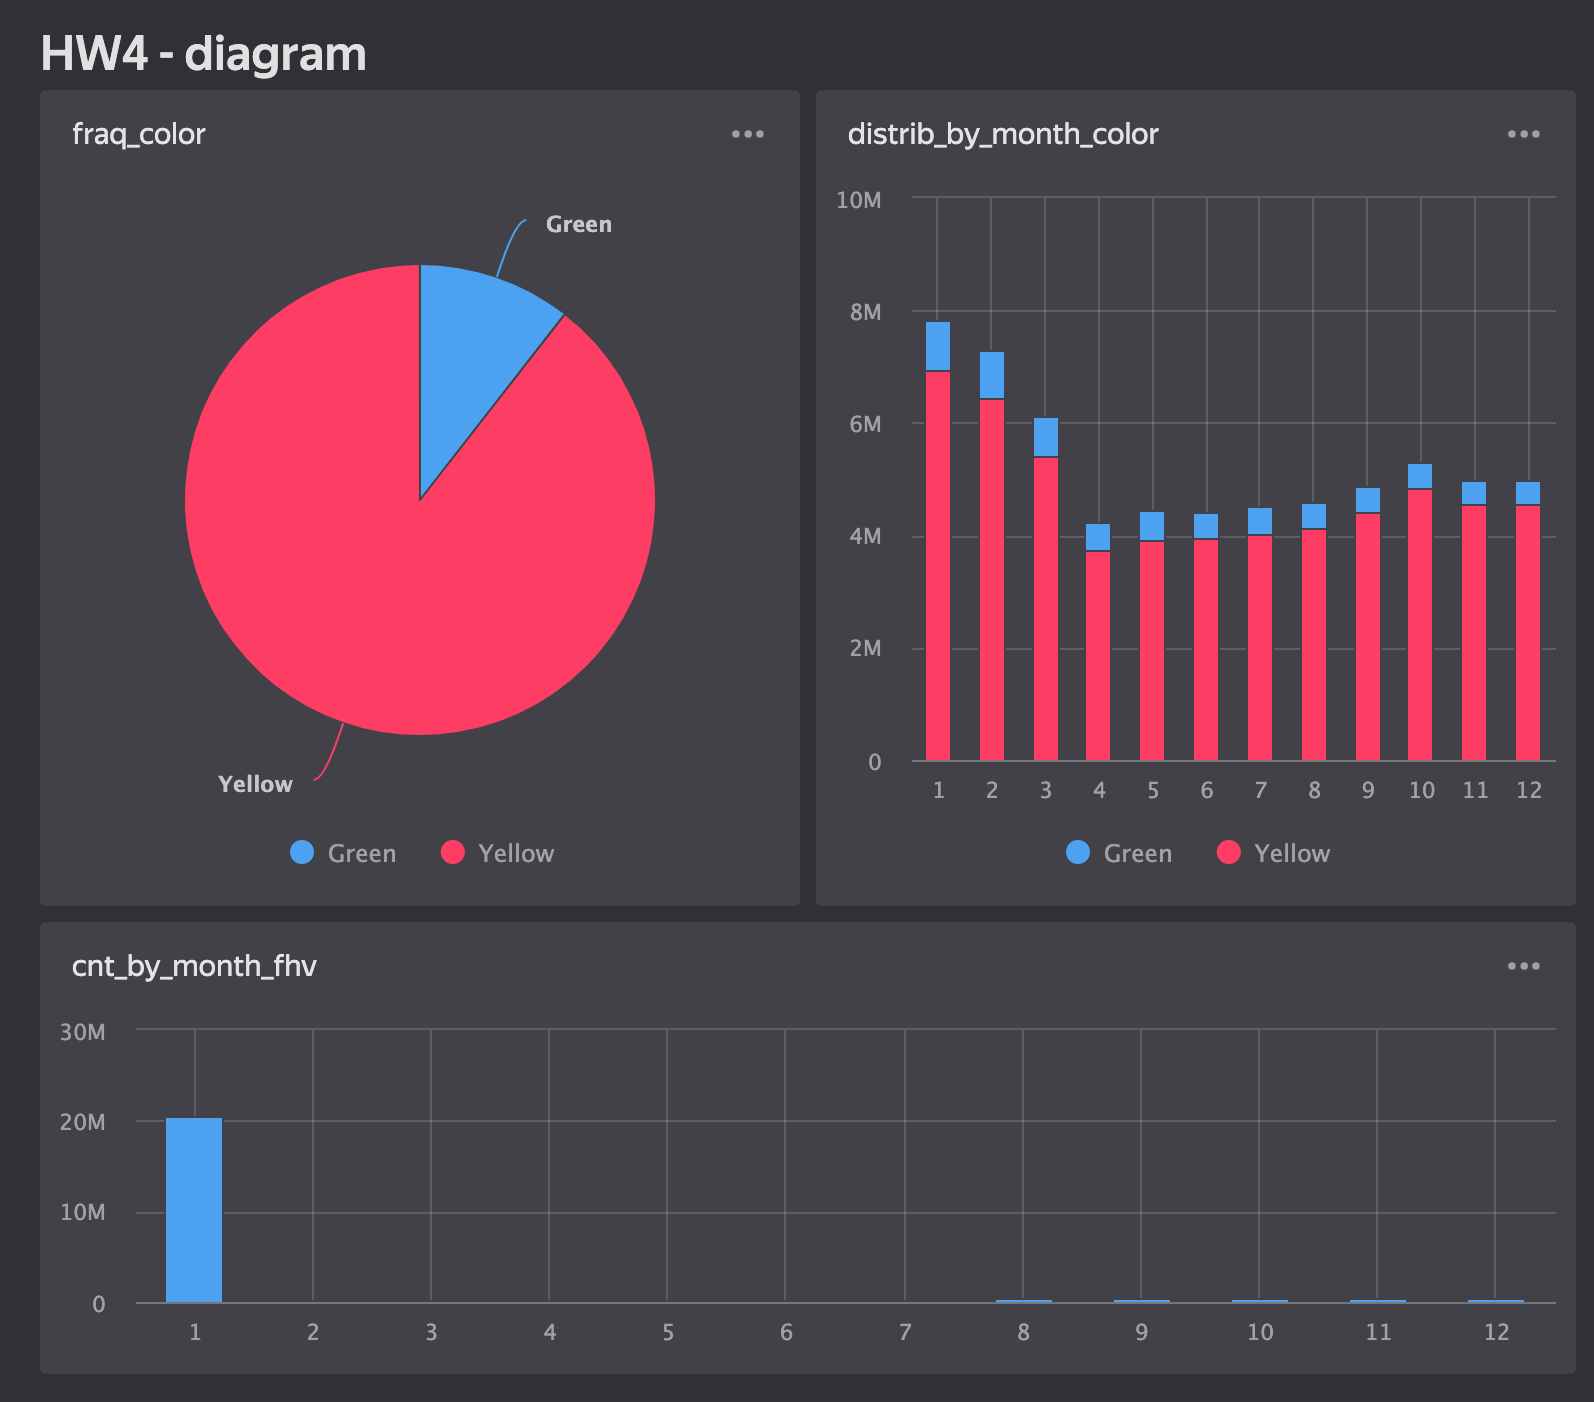 HW4 - diagram
fraq_color
Green
Yellow
Green Yellow
distrib_by_month_color
10M
8M
6M
4M
2M
0
1 2 3 4 5 6 7 8 9 10 11 12
Green Yellow
cnt_by_month_fhv
30M
20M
10M
0
1 2 3 4 5 6 7 8 9 10 11 12